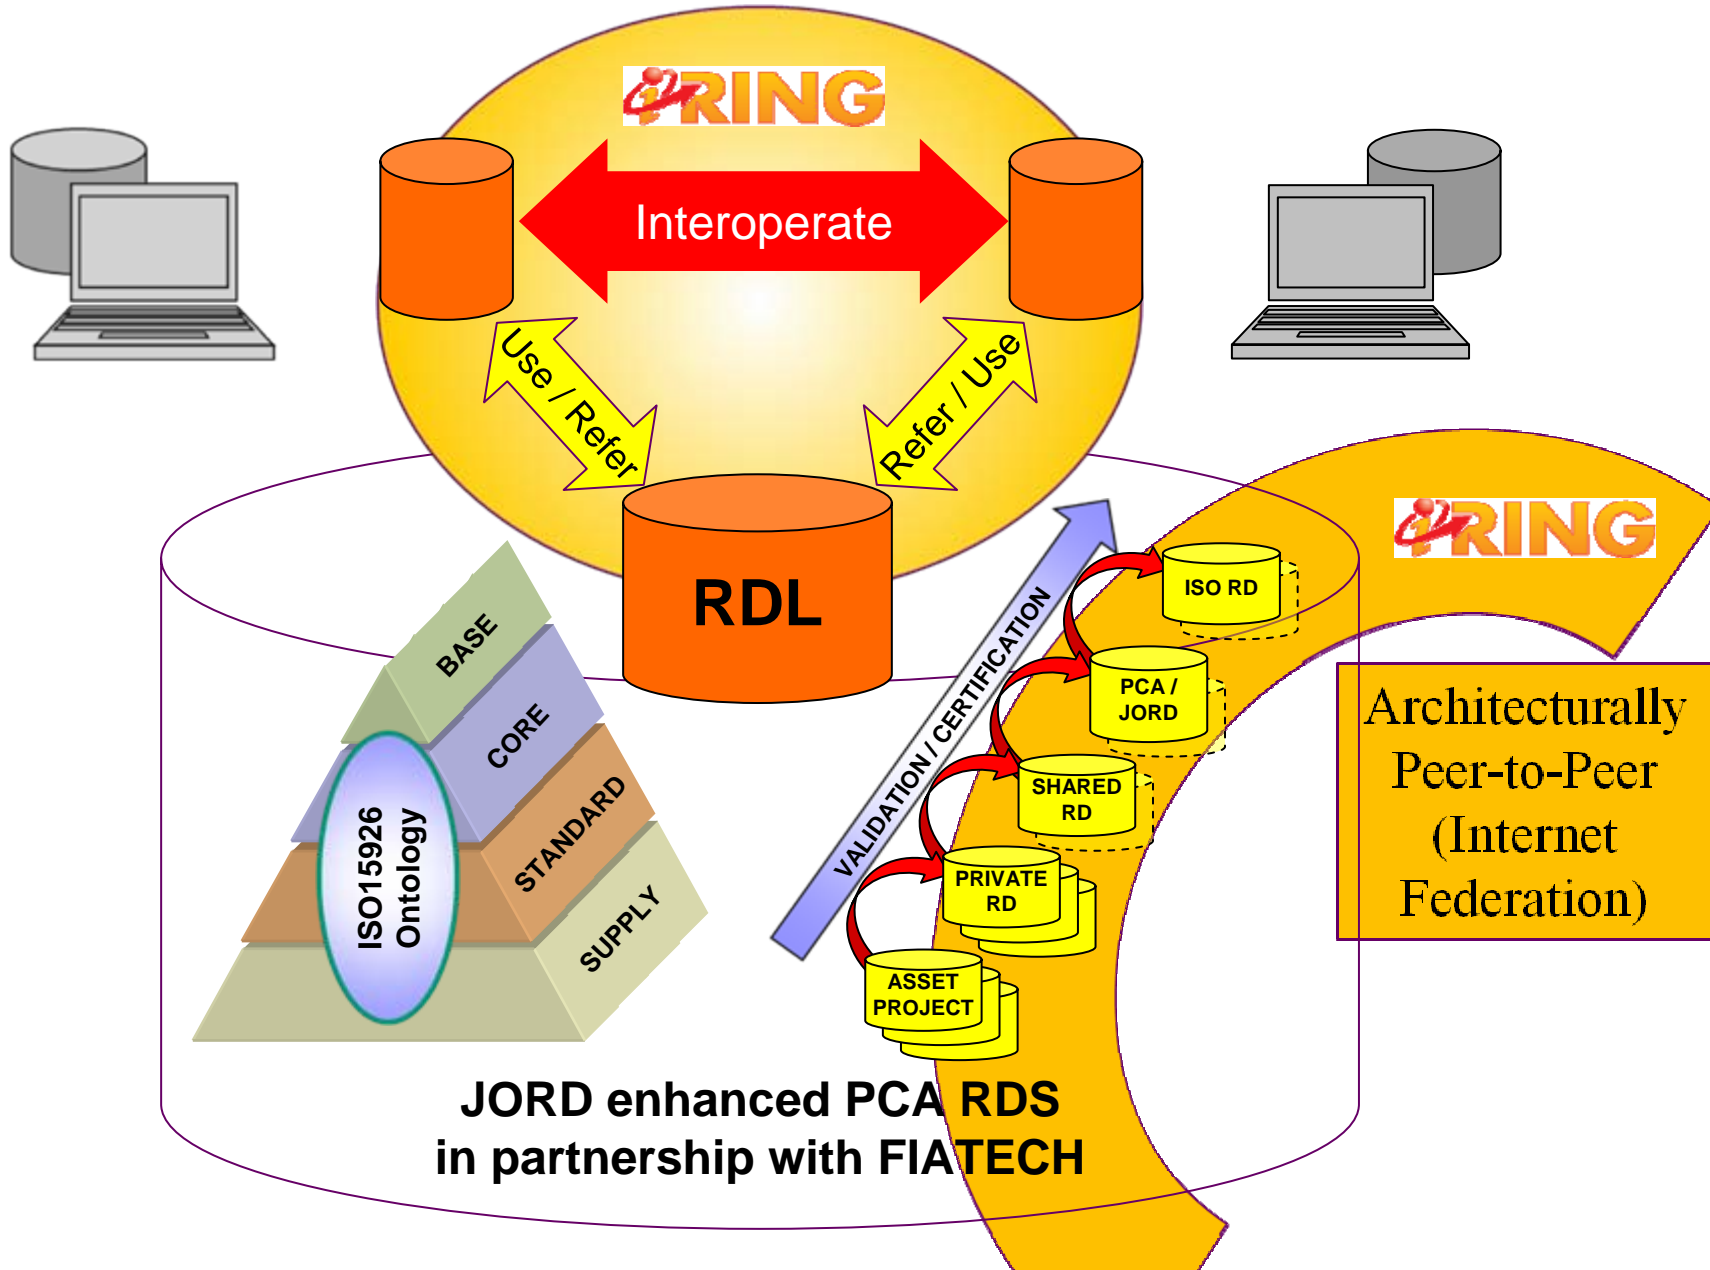 iRING
Interoperate
Use / Refer
Refer / Use
RDL
iRING
BASE
CORE
STANDARD
SUPPLY
ISO15926
Ontology
VALIDATION / CERTIFICATION
ISO RD
PCA /
JORD
SHARED
RD
PRIVATE
RD
ASSET
PROJECT
Architecturally
Peer-to-Peer
(Internet
Federation)
JORD enhanced PCA RDS
in partnership with FIATECH